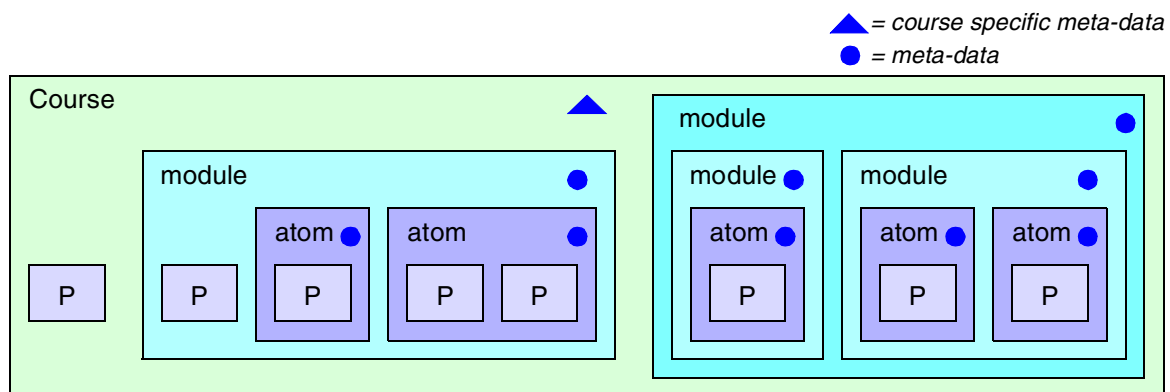 = course specific meta-data
= meta-data
Course
module
module
module
module
atom
atom
atom
atom
atom
P
P
P
P
P
P
P
P